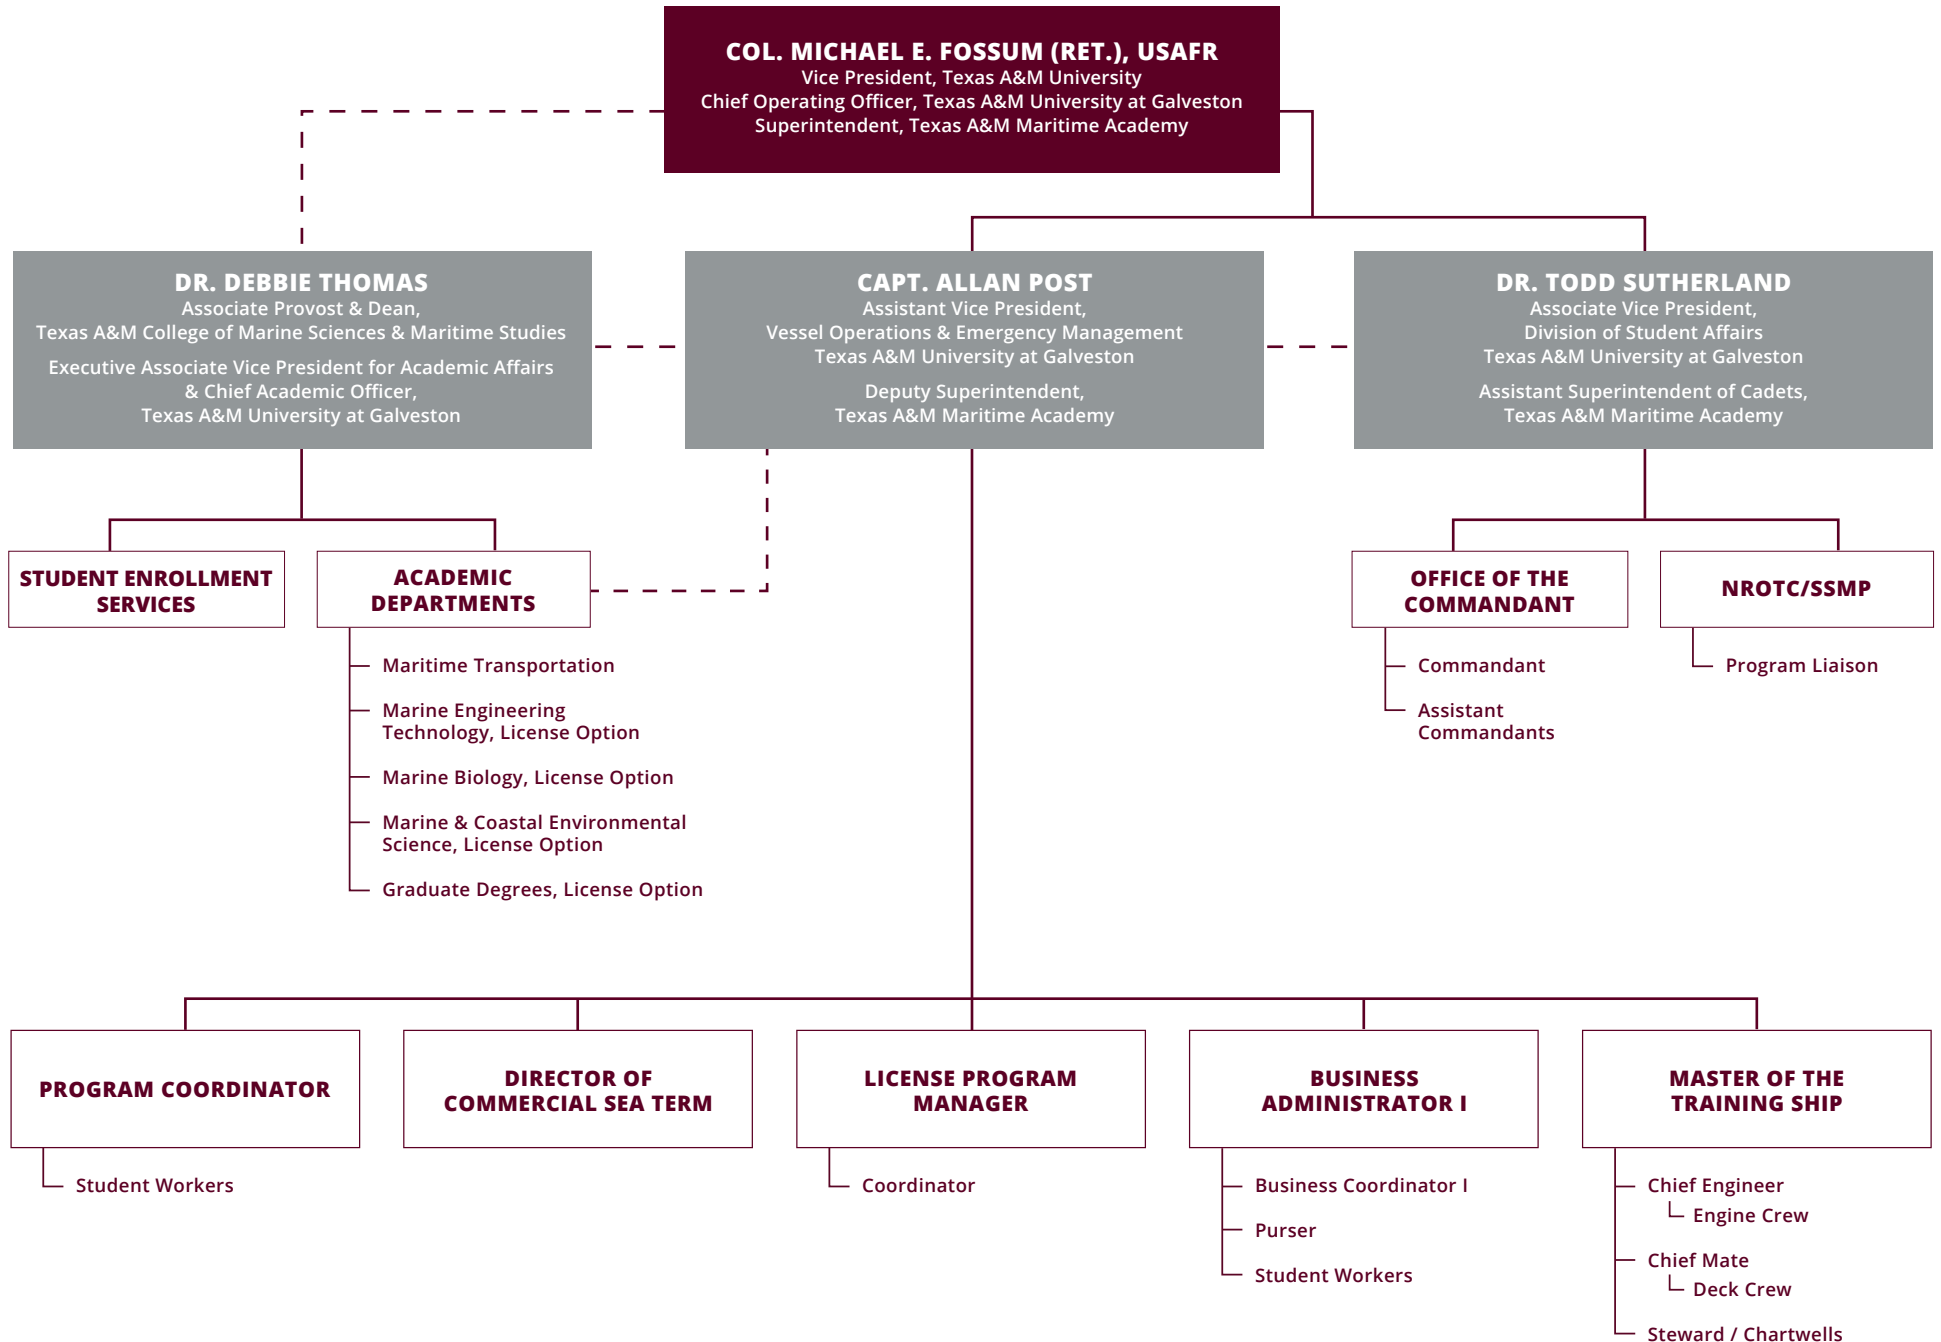 COL. MICHAEL E. FOSSUM (RET.), USAFR
Vice President, Texas A&M University
Chief Operating Officer, Texas A&M University at Galveston
Superintendent, Texas A&M Maritime Academy
DR. DEBBIE THOMAS
Associate Provost & Dean,
Texas A&M College of Marine Sciences & Maritime Studies
Executive Associate Vice President for Academic Affairs
& Chief Academic Officer,
Texas A&M University at Galveston
CAPT. ALLAN POST
Assistant Vice President,
Vessel Operations & Emergency Management
Texas A&M University at Galveston
Deputy Superintendent,
Texas A&M Maritime Academy
DR. TODD SUTHERLAND
Associate Vice President,
Division of Student Affairs
Texas A&M University at Galveston
Assistant Superintendent of Cadets,
Texas A&M Maritime Academy
STUDENT ENROLLMENT
SERVICES
ACADEMIC
DEPARTMENTS
Maritime Transportation
Marine Engineering
Technology, License Option
Marine Biology, License Option
Marine & Coastal Environmental
Science, License Option
Graduate Degrees, License Option
OFFICE OF THE
COMMANDANT
Commandant
Assistant
Commandants
NROTC/SSMP
Program Liaison
PROGRAM COORDINATOR
Student Workers
DIRECTOR OF
COMMERCIAL SEA TERM
LICENSE PROGRAM
MANAGER
Coordinator
BUSINESS
ADMINISTRATOR I
Business Coordinator I
Purser
Student Workers
MASTER OF THE
TRAINING SHIP
Chief Engineer
Engine Crew
Chief Mate
Deck Crew
Steward / Chartwells